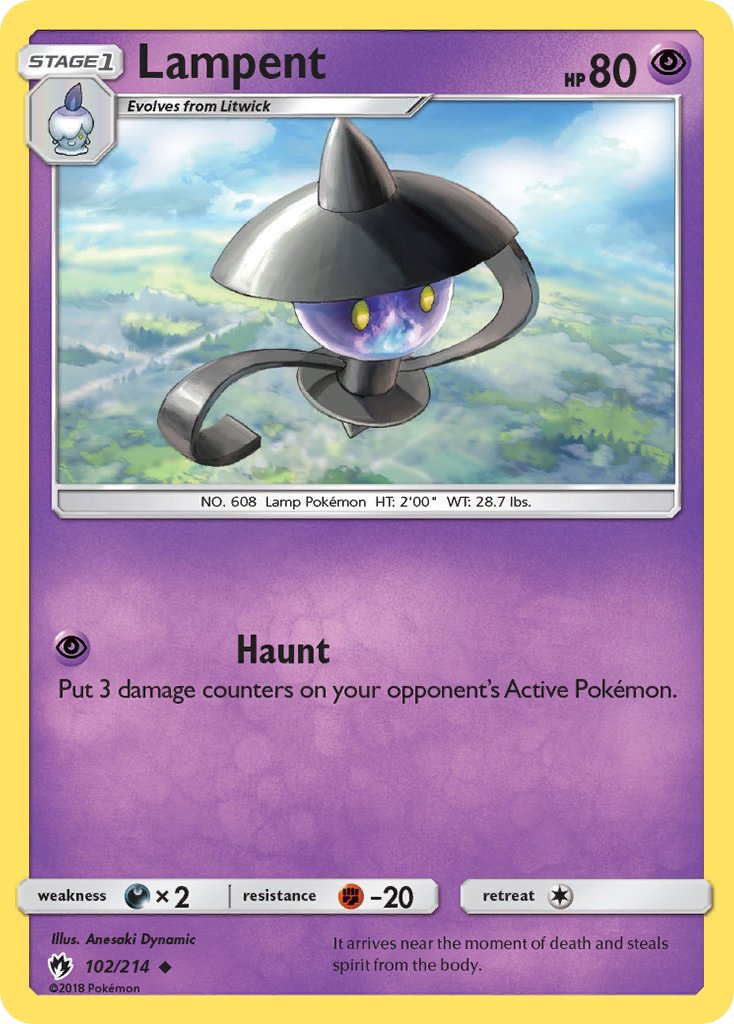 STAGE1
Lampent
HP 80
Evolves from Litwick
NO. 608 Lamp Pokémon HT: 2'00" WT: 28.7 lbs.
Haunt
Put 3 damage counters on your opponent's Active Pokémon.
weakness ×2 resistance -20 retreat
Illus. Anesaki Dynamic
102/214
©2018 Pokémon
It arrives near the moment of death and steals
spirit from the body.